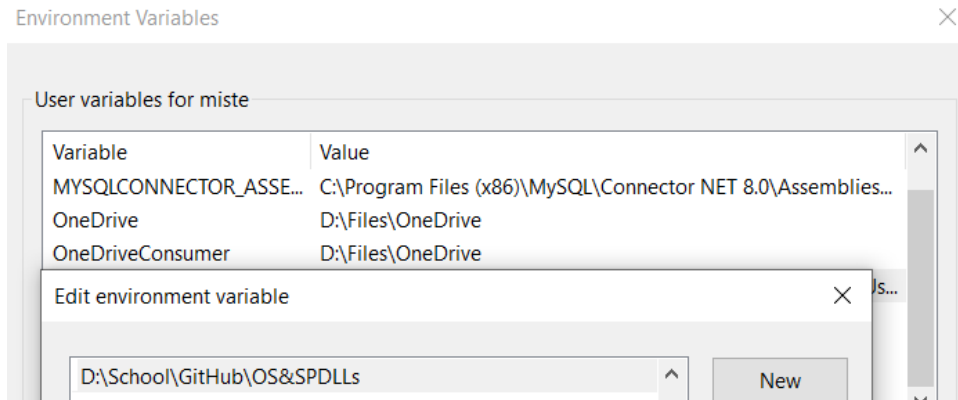 Environment Variables
User variables for miste
Variable Value
MYSQLCONNECTOR_ASSE... C:\Program Files (x86)\MySQL\Connector NET 8.0\Assemblies...
OneDrive D:\Files\OneDrive
OneDriveConsumer D:\Files\OneDrive
Edit environment variable
D:\School\GitHub\OS&SPDLLs
New